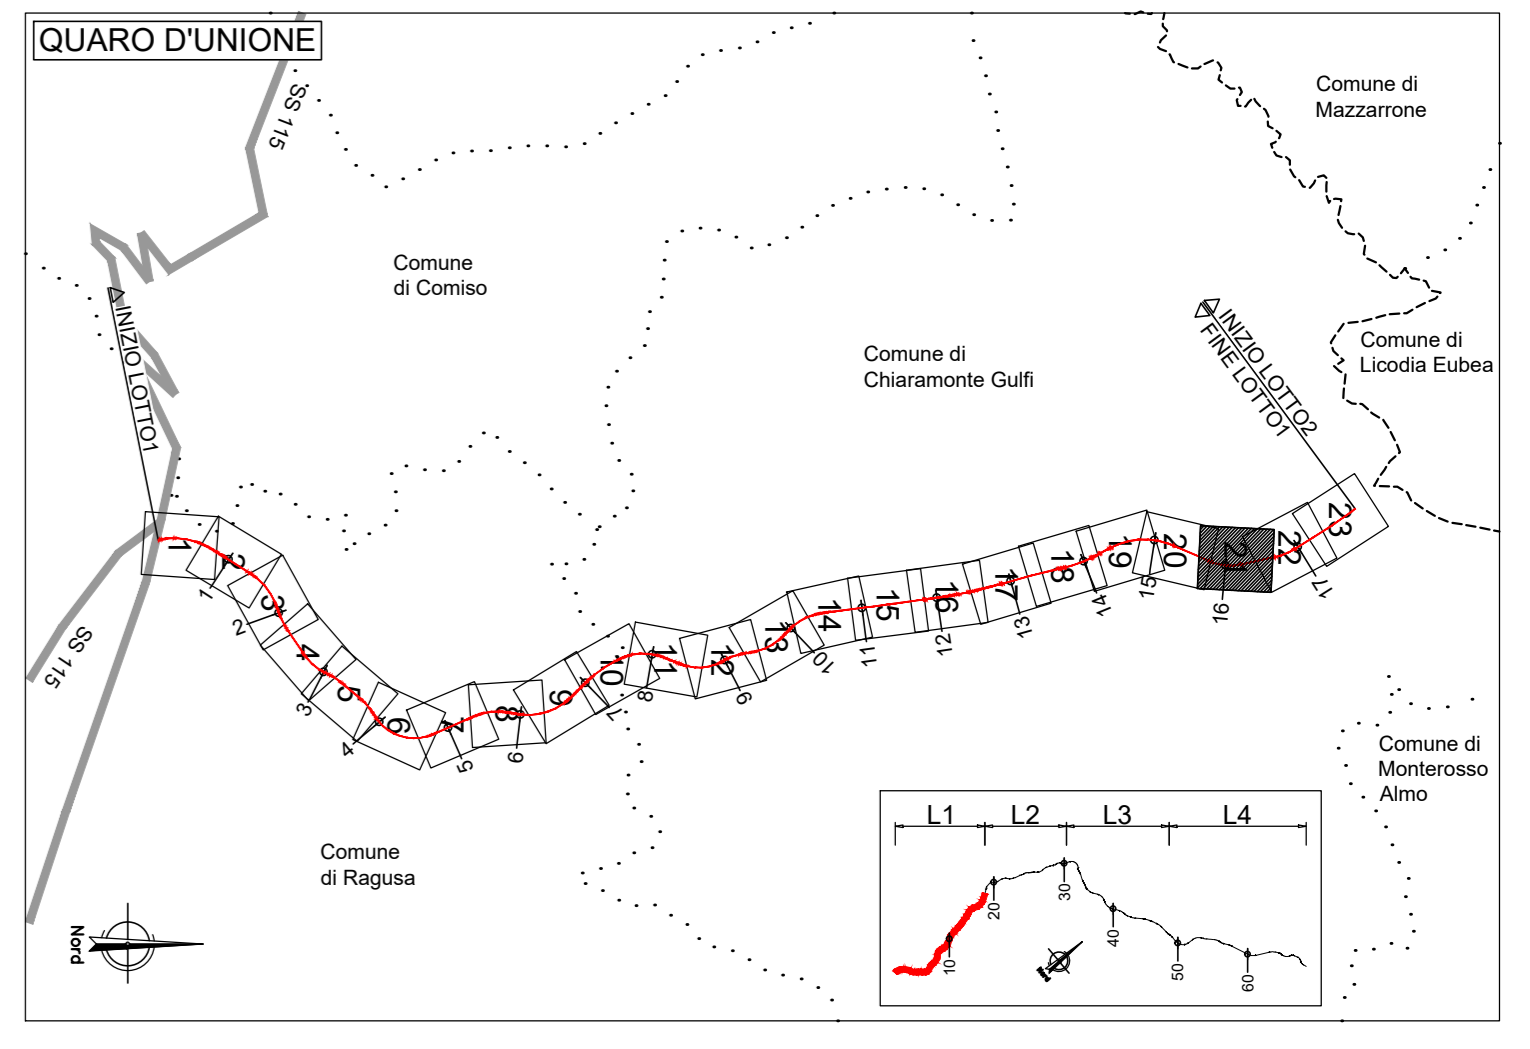 QUARO D'UNIONE
SS 115
Comune di
Mazzarrone
Comune
di Comiso
INIZIO LOTTO1
Comune di
Chiaramonte Gulfi
INIZIO LOTTO2
FINE LOTTO1
Comune di
Licodia Eubea
1
2
3
4
5
6
7
8
9
10
11
12
13
14
15
16
17
18
19
20
21
22
23
1
2
3
4
5
6
7
8
9
10
11
12
13
14
15
16
17
SS 115
Comune
di Ragusa
Comune di
Monterosso
Almo
Nord
L1
L2
L3
L4
10
20
30
40
50
60